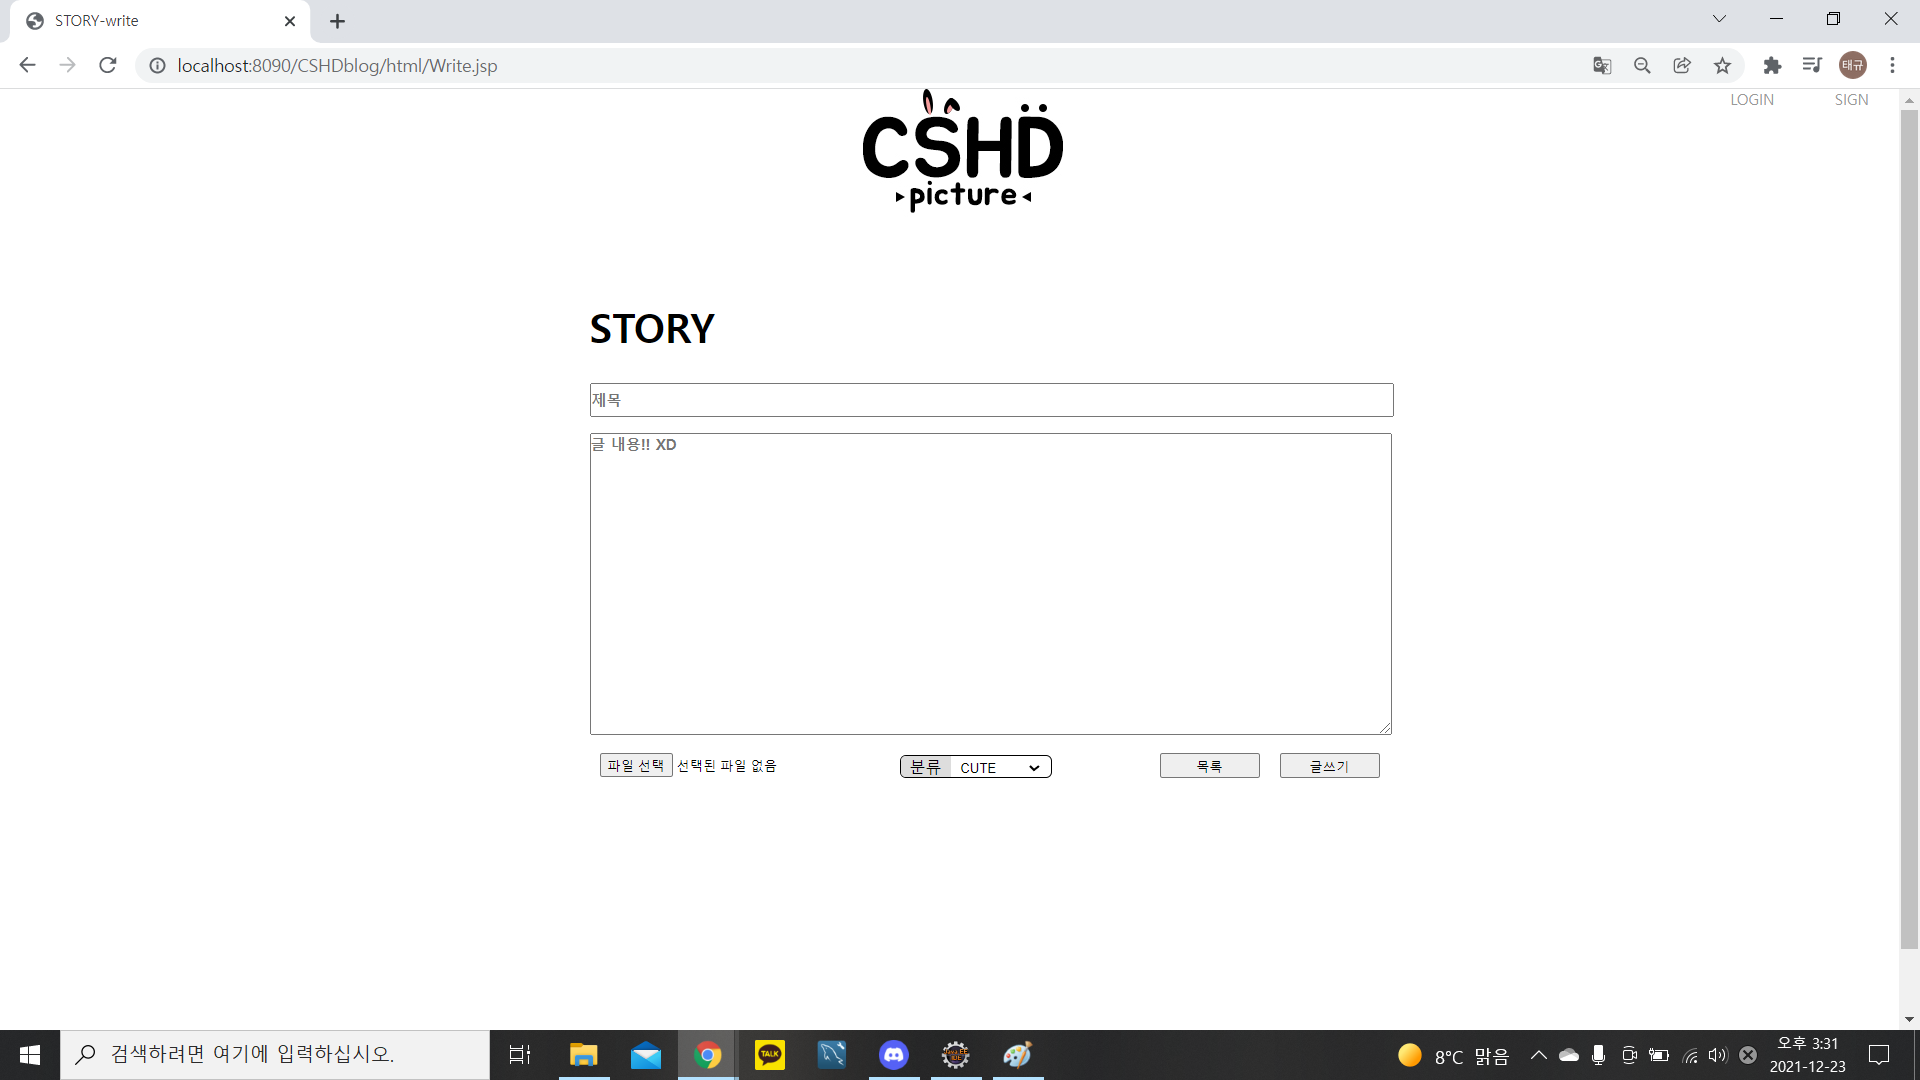 STORY-write
localhost:8090/CSHDblog/html/Write.jsp
태규
LOGIN SIGN
CSHD
picture
STORY
제목
글 내용!! XD
파일 선택 선택된 파일 없음 분류 CUTE 목록 글쓰기
검색하려면 여기에 입력하십시오.
TALK
8°C 맑음
오후 3:31
2021-12-23